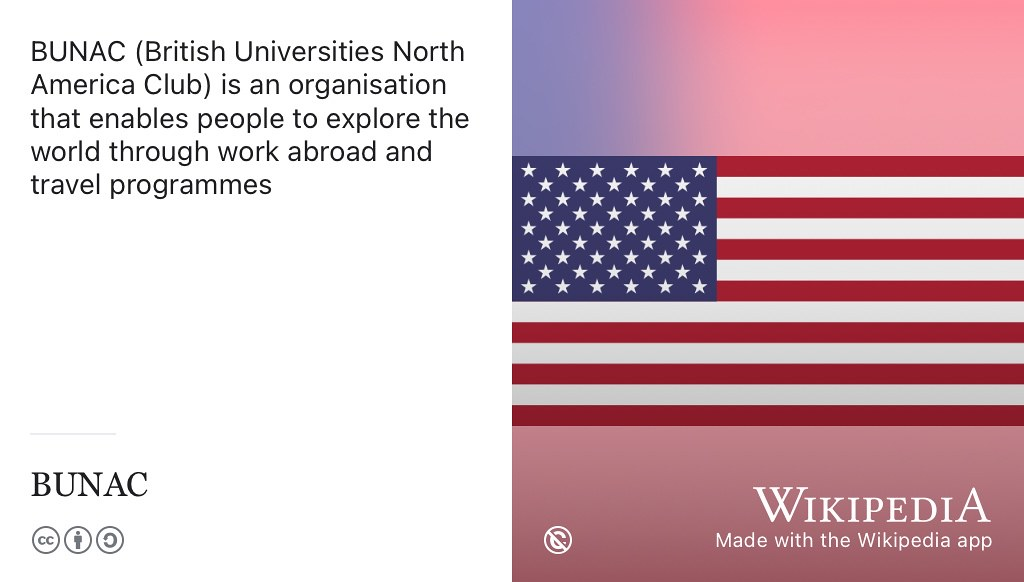 BUNAC (British Universities North
America Club) is an organisation
that enables people to explore the
world through work abroad and
travel programmes
BUNAC
cc
WIKIPEDIA
Made with the Wikipedia app